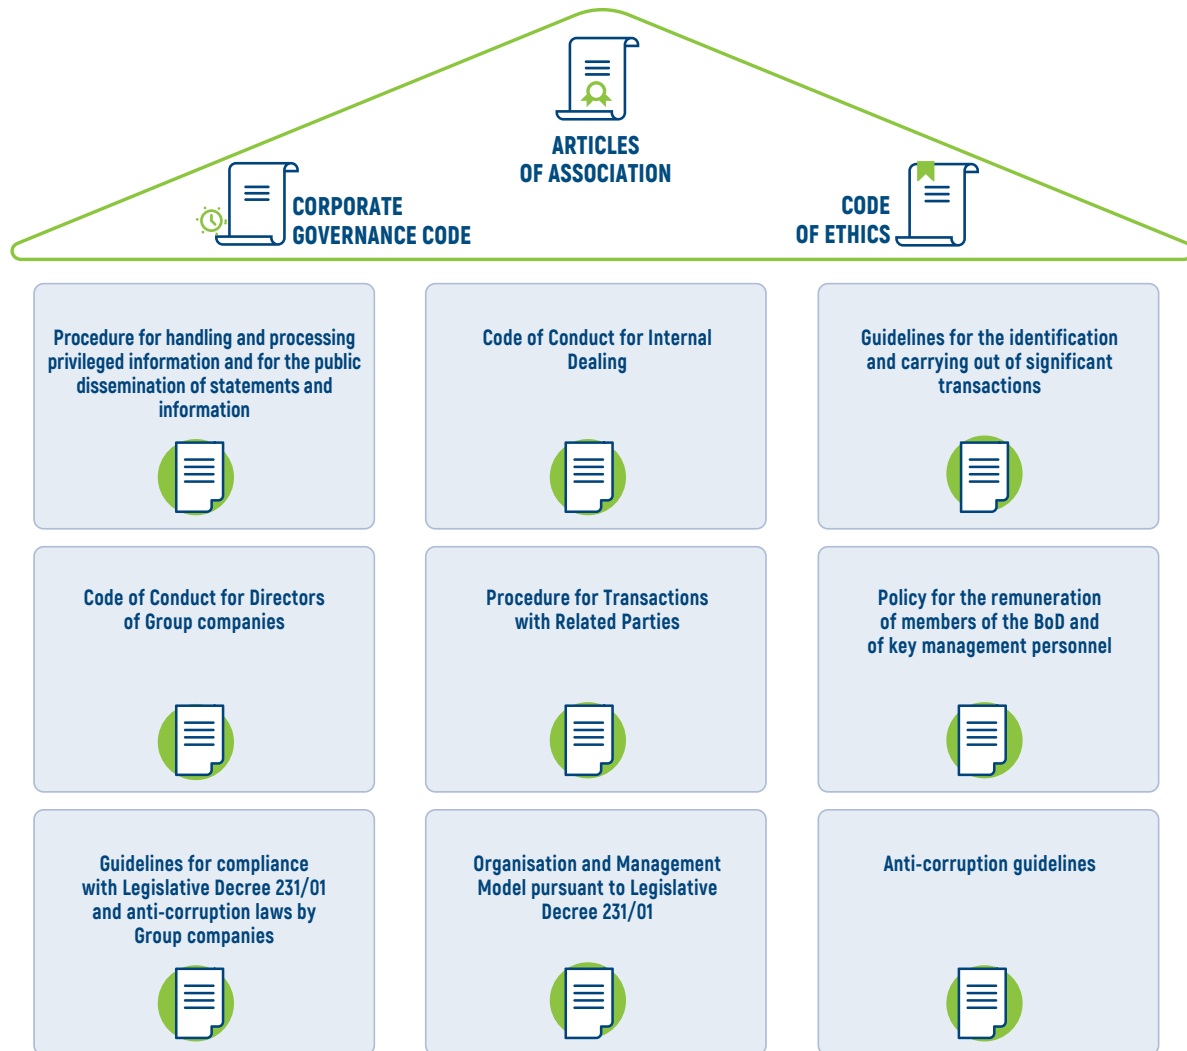 ARTICLES
OF ASSOCIATION
CORPORATE
GOVERNANCE CODE
CODE
OF ETHICS
Procedure for handling and processing
privileged information and for the public
dissemination of statements and
information
Code of Conduct for Internal
Dealing
Guidelines for the identification
and carrying out of significant
transactions
Code of Conduct for Directors
of Group companies
Procedure for Transactions
with Related Parties
Policy for the remuneration
of members of the BoD and
of key management personnel
Guidelines for compliance
with Legislative Decree 231/01
and anti-corruption laws by
Group companies
Organisation and Management
Model pursuant to Legislative
Decree 231/01
Anti-corruption guidelines